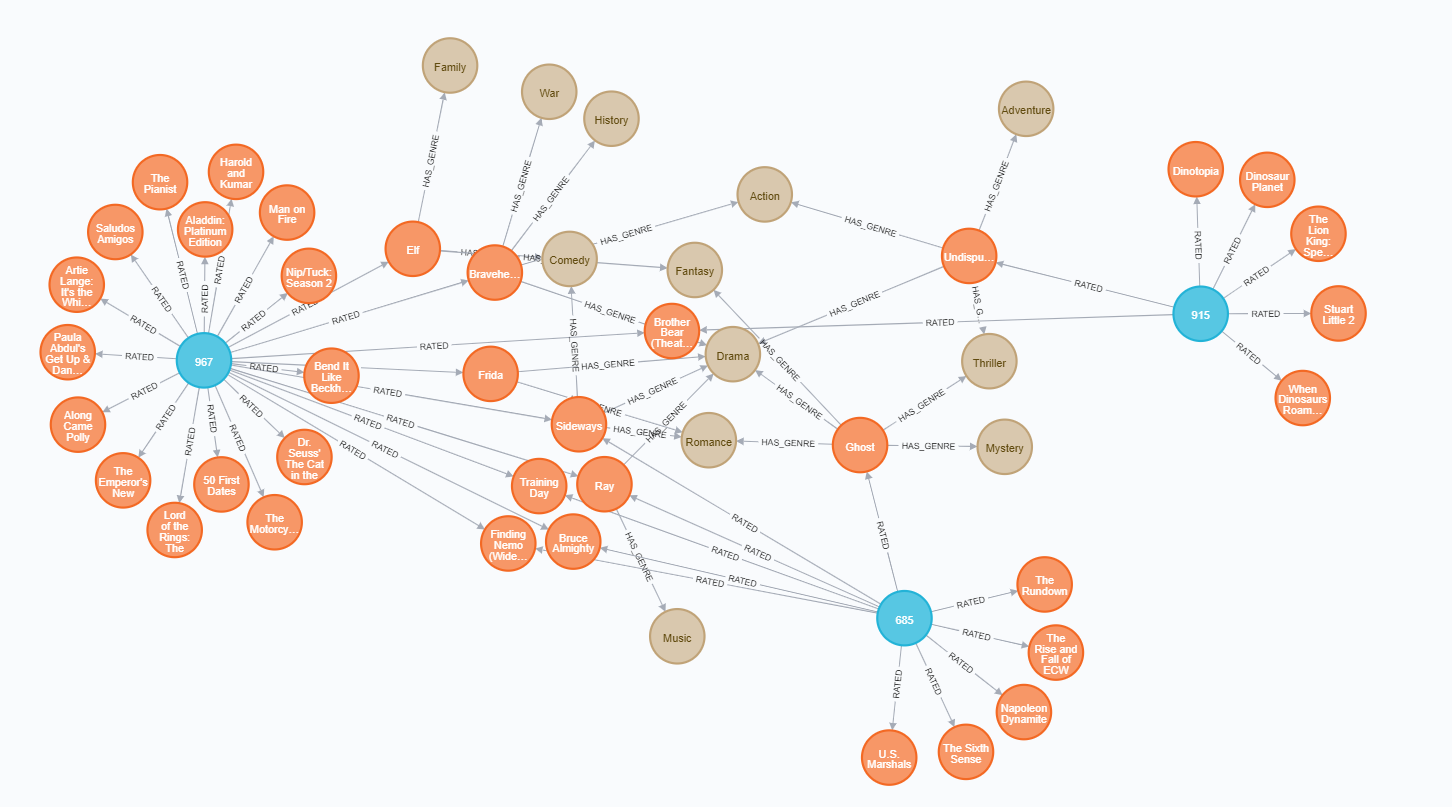 Family
War
History
Adventure
HAS_GENRE
The
Pianist
Harold
and
Kumar
Dinotopia
Dinosaur
Planet
HAS_GENRE
HAS_GENRE
HAS_GENRE
Action
Man on
Fire
Saludos
Amigos
Aladdin:
Platinum
Edition
HAS_GENRE
HAS_GENRE
The
Lion
King:
Spe...
RATED
RATED
Elf
HAS
HAS
Comedy
Fantasy
Undispu...
Artie
Lange:
It's the
Whi...
RATED
RATED
Nip/Tuck:
Season 2
Bravehe...
RATED
RATED
RATED
RATED
RATED
RATED
RATED
RATED
RATED
HAS_GENRE
HAS_GENRE
HAS_G
915
RATED
Stuart
Little 2
Brother
Bear
(Theat...
RATED
HAS_GENRE
RATED
Paula
Abdul's
Get Up &
Dan...
RATED
967
RATED
Bend If
Like
Beckh...
Frida
HAS_GENRE
Drama
HAS_GENRE
Thriller
RATED
RATED
RATED
HAS_GENRE
HAS_GENRE
HAS_GENRE
When
Dinosaurs
Roam...
Along
Came
Polly
RATED
RATED
RATED
RATED
RATED
RATED
ENRE
Sideways
HAS_GENRE
HAS_GENRE
Romance
HAS_GENRE
Ghost
HAS_GENRE
Mystery
RATED
RATED
RATED
Dr.
Seuss'
The Cat
in the
The
Emperor's
New
50 First
Dates
Training
Day
Ray
Lord
of the
Rings:
The
The
Motorcy...
RATED
RATED
Finding
Nemo
(Wide...
Bruce
Almighty
HAS_GENRE
RATED
RATED
RATED
RATED
The
Rundown
RATED
685
RATED
Music
The
Rise and
Fall of
ECW
RATED
RATED
RATED
Napoleon
Dynamite
U.S.
Marshals
The Sixth
Sense